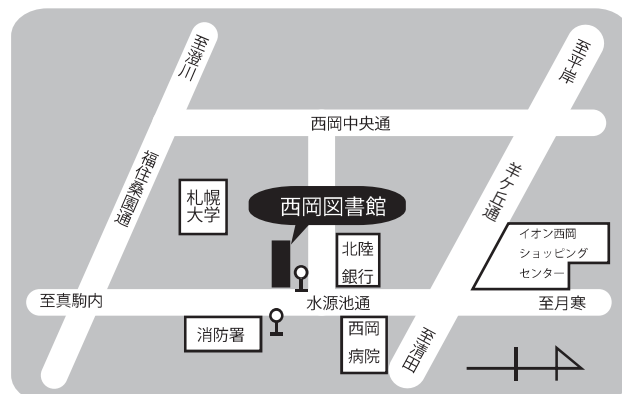 至澄川
至平岸
西岡中央通
福住桑園通
羊ケ丘通
札幌
大学
西岡図書館
イオン西岡
ショッピング
センター
北陸
銀行
至真駒内
水源池通
至月寒
消防署
西岡
病院
至清田